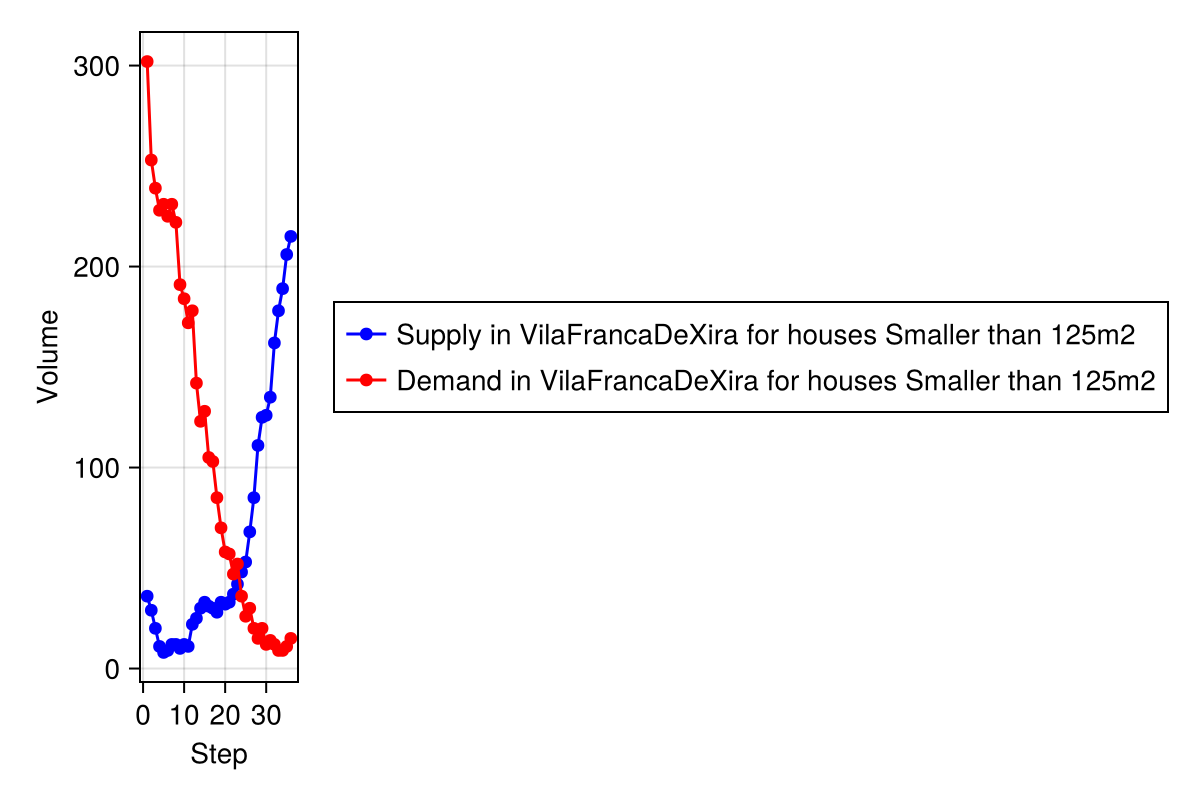 300
200
100
0
Volume
0 10 20 30
Step
Supply in VilaFrancaDeXira for houses Smaller than 125m2
Demand in VilaFrancaDeXira for houses Smaller than 125m2